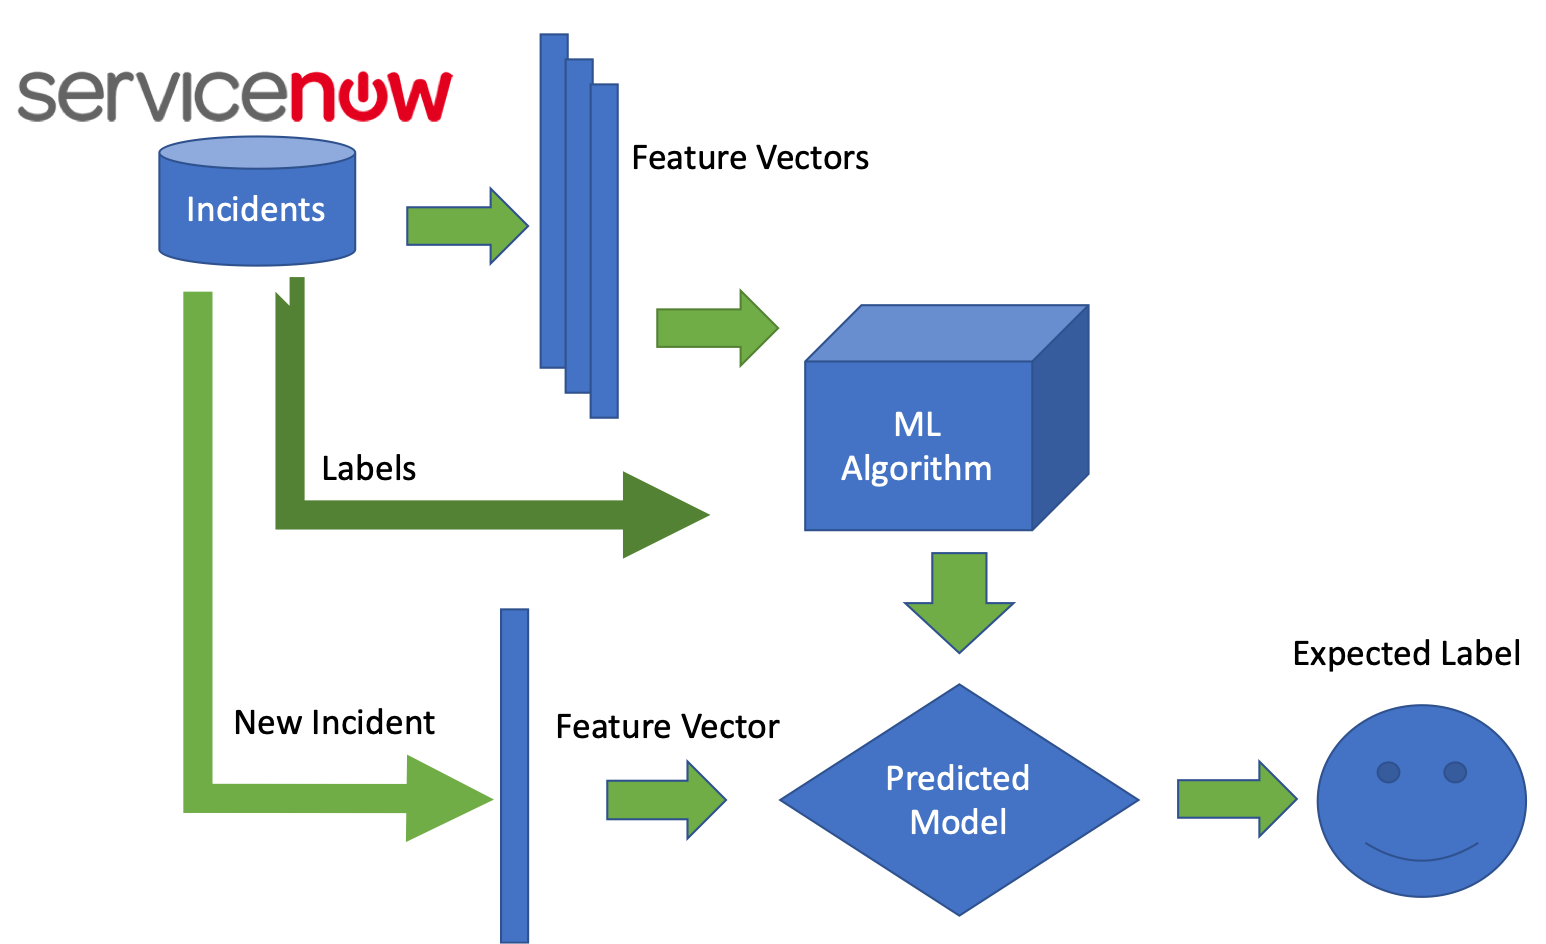 servicenow
Incidents
Feature Vectors
ML
Algorithm
Labels
New Incident
Feature Vector
Predicted
Model
Expected Label